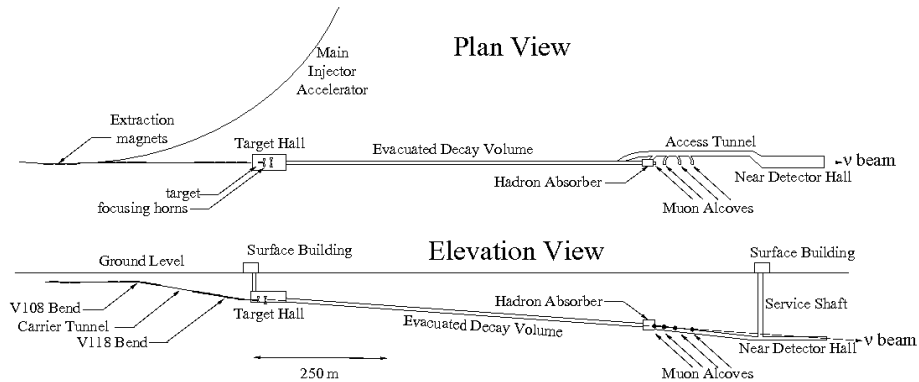 Plan View
Main
Injector
Accelerator
Extraction
magnets
Target Hall
target
focusing horns
Evacuated Decay Volume
Access Tunnel
ν beam
Hadron Absorber
Near Detector Hall
Muon Alcoves
Elevation View
Surface Building
Surface Building
Ground Level
V108 Bend
Carrier Tunnel
V118 Bend
Target Hall
Hadron Absorber
Service Shaft
Evacuated Decay Volume
ν beam
Near Detector Hall
Muon Alcoves
250 m